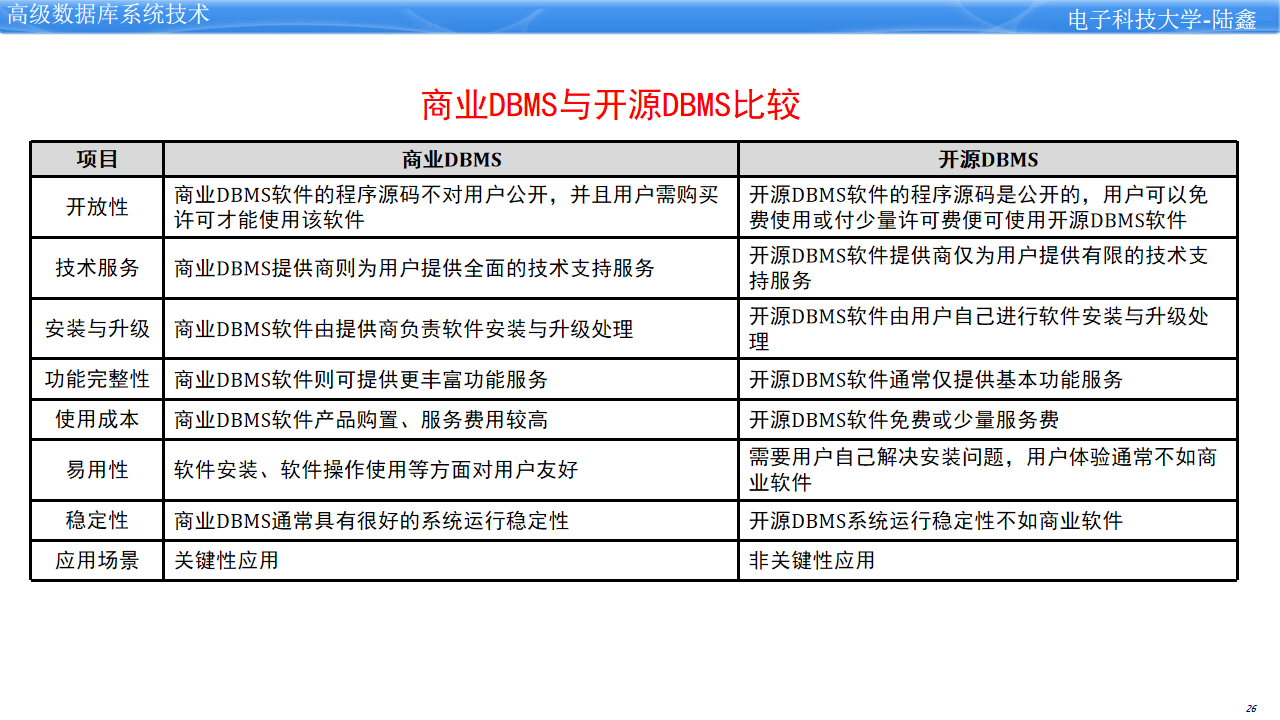 高级数据库系统技术
电子科技大学-陆鑫
商业DBMS与开源DBMS比较
项目
商业DBMS
开源DBMS
开放性
商业DBMS软件的程序源码不对用户公开，并且用户需购买
许可才能使用该软件
开源DBMS软件的程序源码是公开的，用户可以免
费使用或付少量许可费便可使用开源DBMS软件
技术服务
商业DBMS提供商则为用户提供全面的技术支持服务
开源DBMS软件提供商仅为用户提供有限的技术支
持服务
安装与升级
商业DBMS软件由提供商负责软件安装与升级处理
开源DBMS软件由用户自己进行软件安装与升级处
理
功能完整性
商业DBMS软件则可提供更丰富功能服务
开源DBMS软件通常仅提供基本功能服务
使用成本
商业DBMS软件产品购置、服务费用较高
开源DBMS软件免费或少量服务费
易用性
软件安装、软件操作使用等方面对用户友好
需要用户自己解决安装问题，用户体验通常不如商
业软件
稳定性
商业DBMS通常具有很好的系统运行稳定性
开源DBMS系统运行稳定性不如商业软件
应用场景
关键性应用
非关键性应用
26